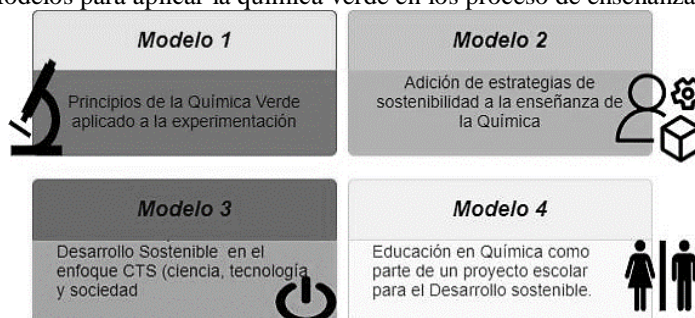 modelos para aplicar la química verde en los proceso de enseñanza
Modelo 1
Principios de la Química Verde
aplicado a la experimentación
Modelo 2
Adición de estrategias de
sostenibilidad a la enseñanza de
la Química
Modelo 3
Desarrollo Sostenible en el
enfoque CTS (ciencia, tecnología
y sociedad
Modelo 4
Educación en Química como
parte de un proyecto escolar
para el Desarrollo sostenible.